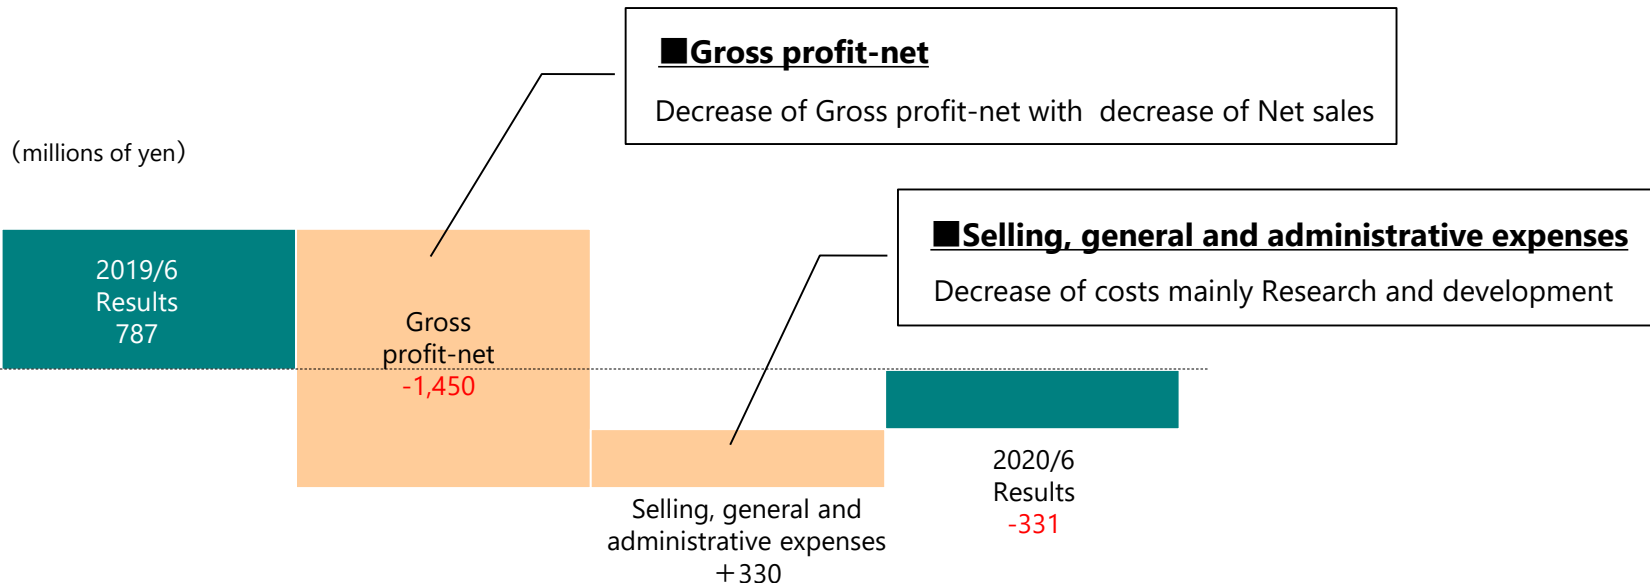 ■Gross profit-net
Decrease of Gross profit-net with decrease of Net sales
（millions of yen）
■Selling, general and administrative expenses
Decrease of costs mainly Research and development
2019/6
Results
787
Gross
profit-net
-1,450
Selling, general and
administrative expenses
＋330
2020/6
Results
-331